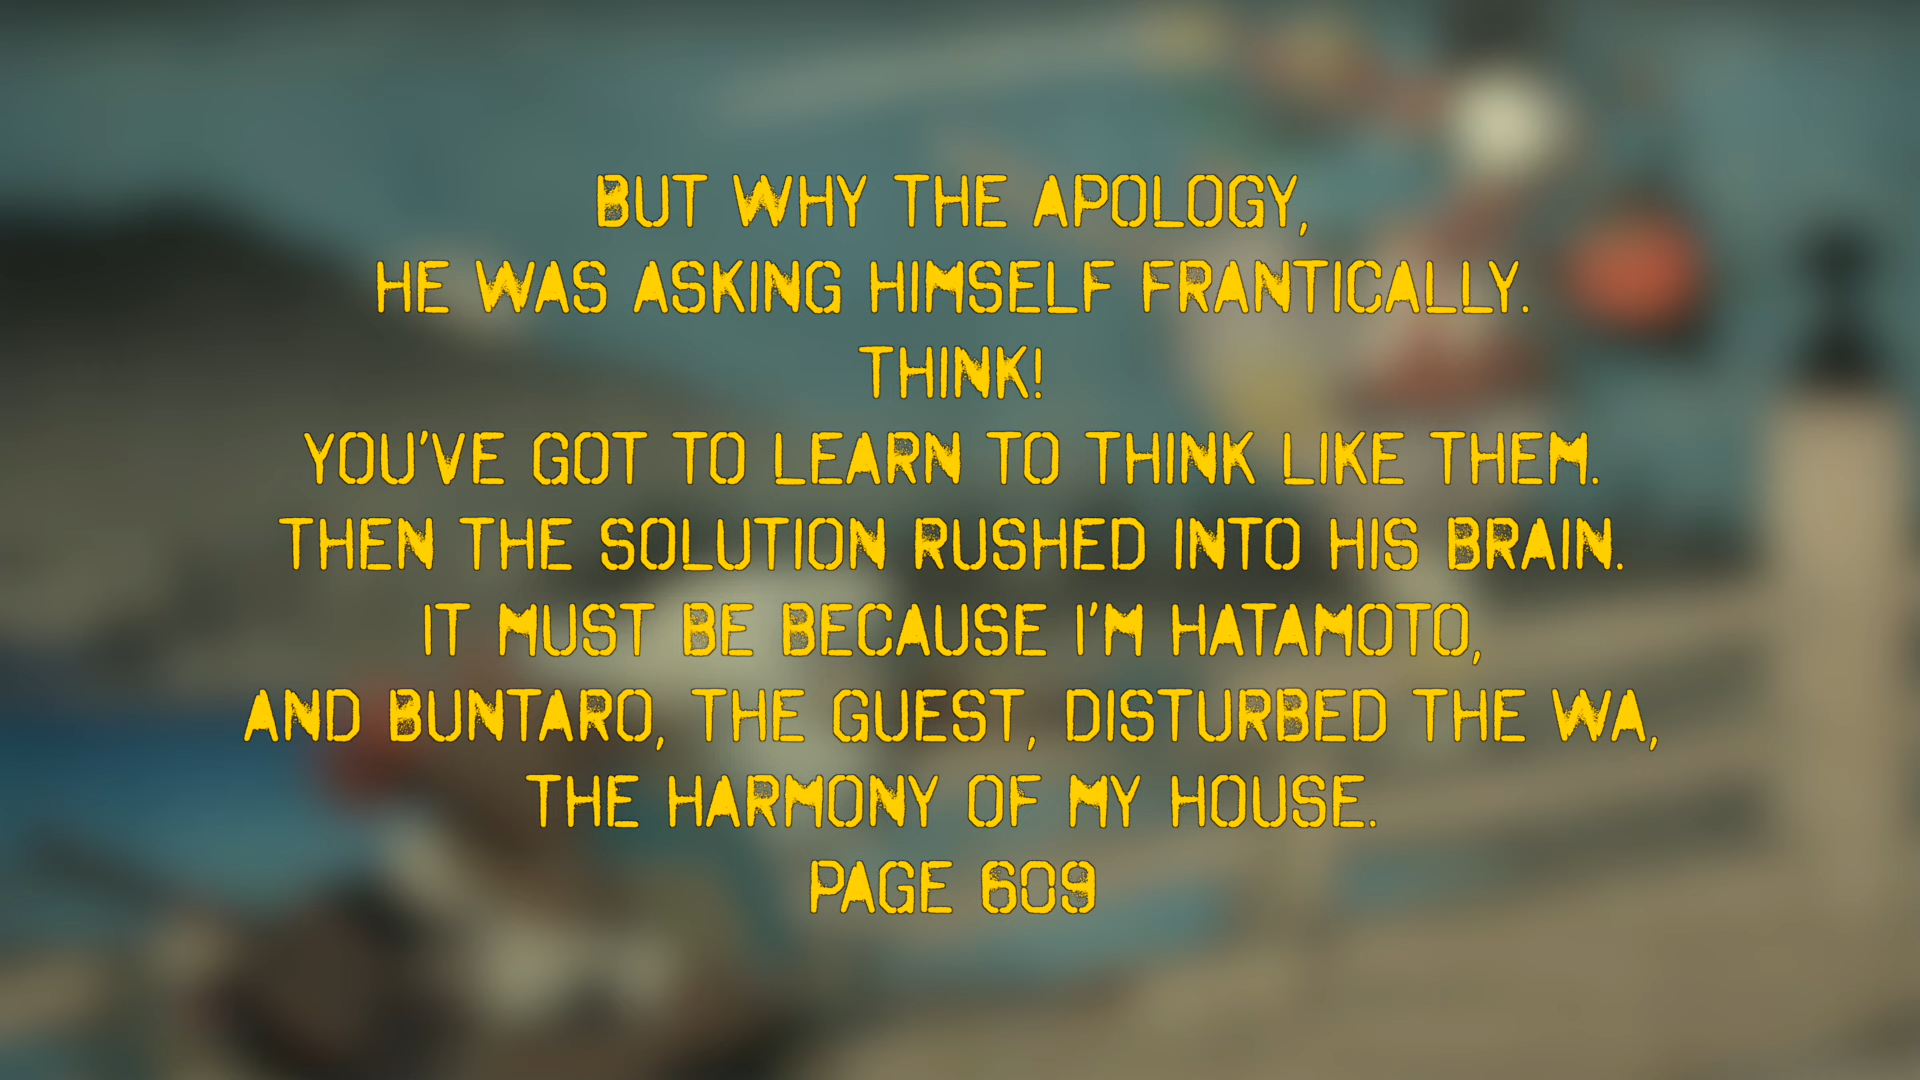 BUT WHY THE APOLOGY,
HE WAS ASKING HIMSELF FRANTICALLY.
THINK!
YOU'VE GOT TO LEARN TO THINK LIKE THEM.
THEN THE SOLUTION RUSHED INTO HIS BRAIN.
IT MUST BE BECAUSE I'M HATAMOTO,
AND BUNTARO, THE GUEST, DISTURBED THE WA,
THE HARMONY OF MY HOUSE.
PAGE 609